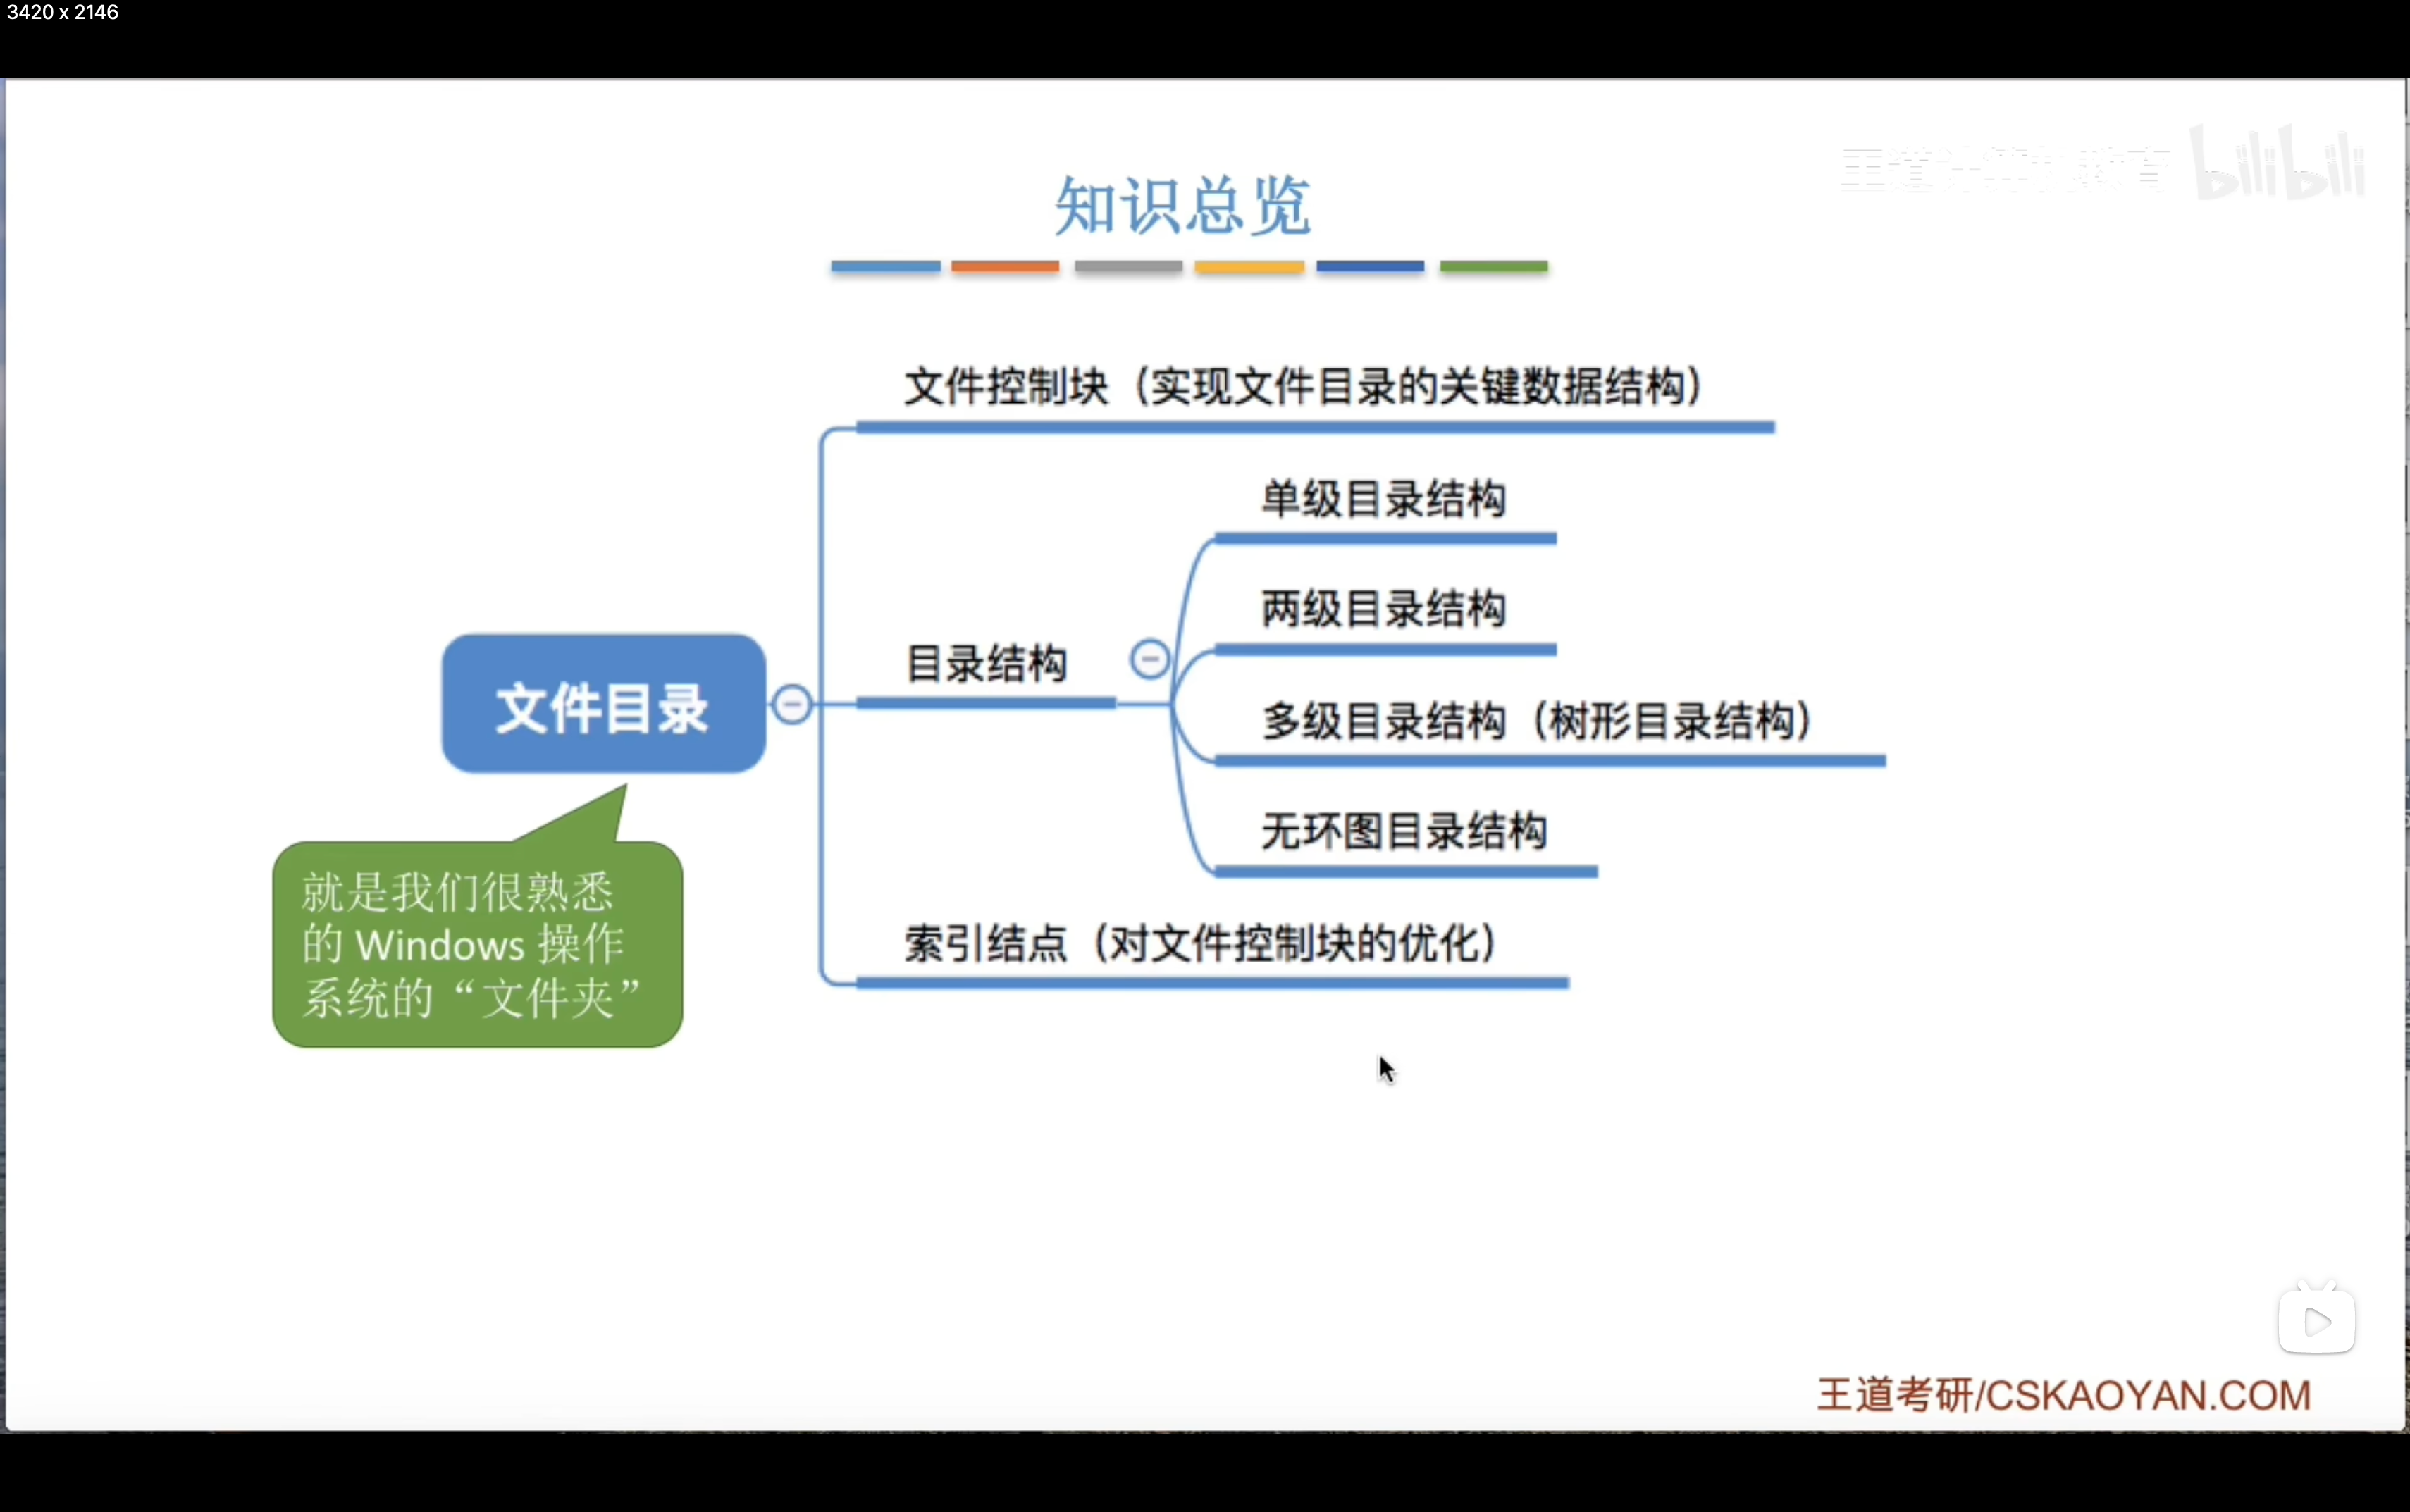 3420 x 2146
王道计算机教育 bilibili
知识总览
文件控制块（实现文件目录的关键数据结构）
单级目录结构
两级目录结构
目录结构
文件目录
多级目录结构（树形目录结构）
无环图目录结构
就是我们很熟悉
的 Windows 操作
系统的“文件夹”
索引结点（对文件控制块的优化）
王道考研/CSKAOYAN.COM